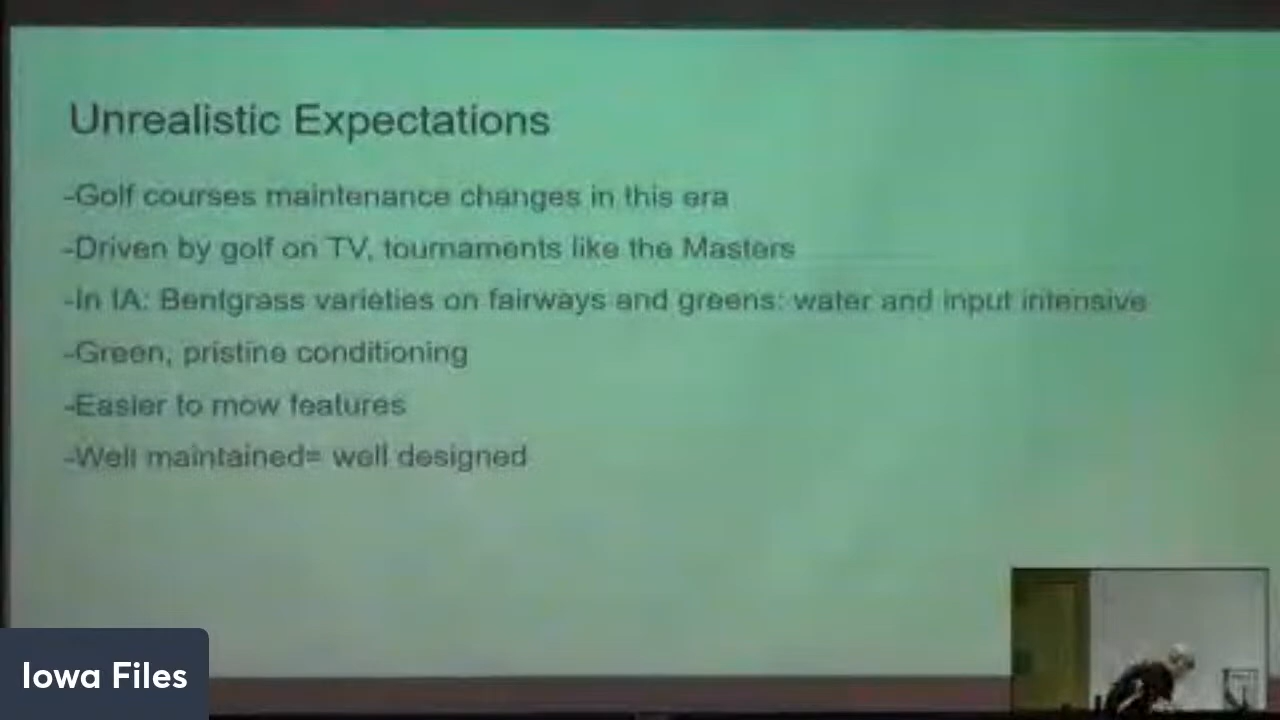 Unrealistic Expectations
-Golf courses maintenance changes in this era
-Driven by golf on TV, tournaments like the Masters
-In IA: Bentgrass varieties on fairways and greens: water and input intensive
-Green, pristine conditioning
-Easier to mow features
-Well maintained= well designed
Iowa Files